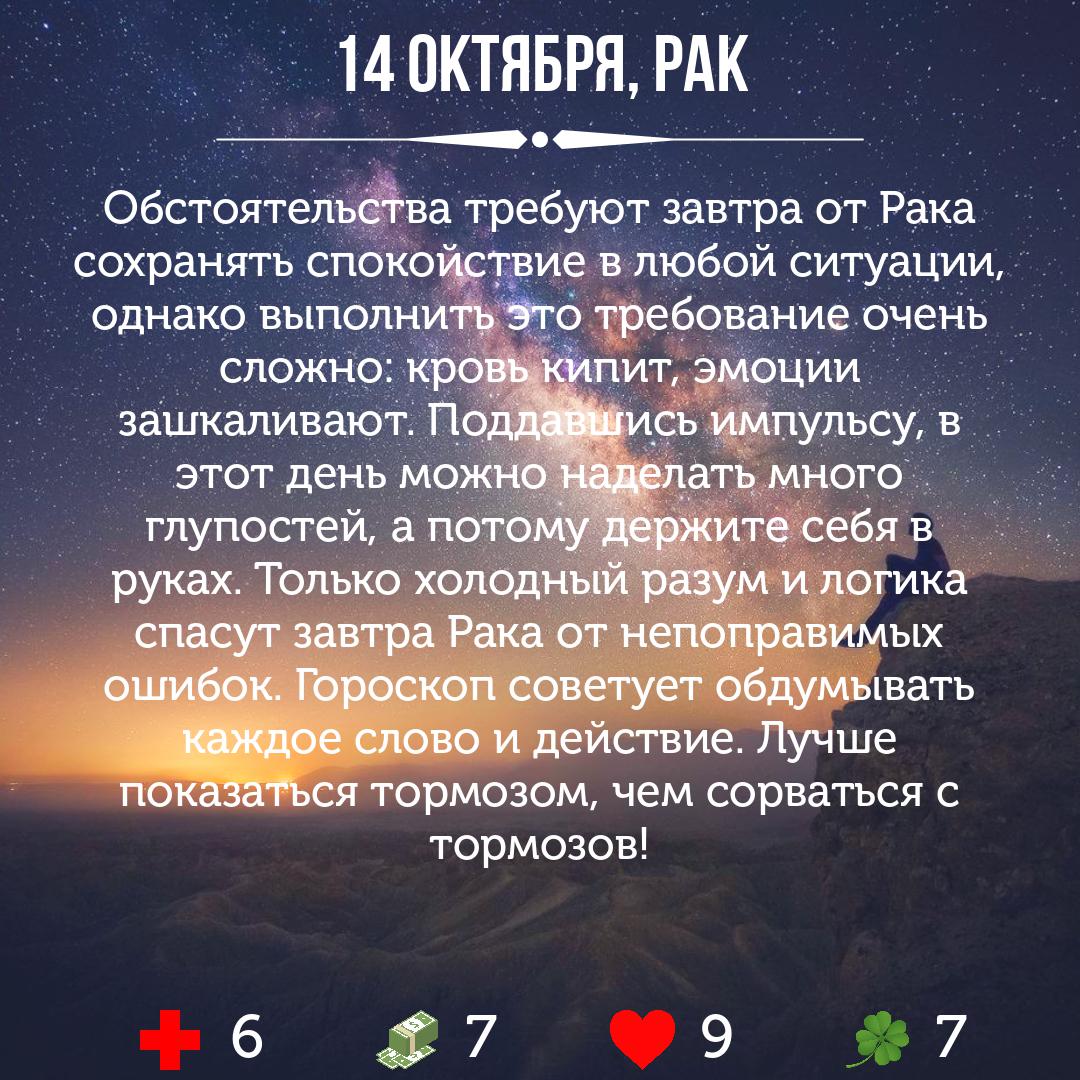 14 ОКТЯБРЯ, РАК
Обстоятельства требуют завтра от Рака
сохранять спокойствие в любой ситуации,
однако выполнить это требование очень
сложно: кровь кипит, эмоции
зашкаливают. Поддавшись импульсу, в
этот день можно наделать много
глупостей, а потому держите себя в
руках. Только холодный разум и логика
спасут завтра Рака от непоправимых
ошибок. Гороскоп советует обдумывать
каждое слово и действие. Лучше
показаться тормозом, чем сорваться с
тормозов!
6 7 9 7